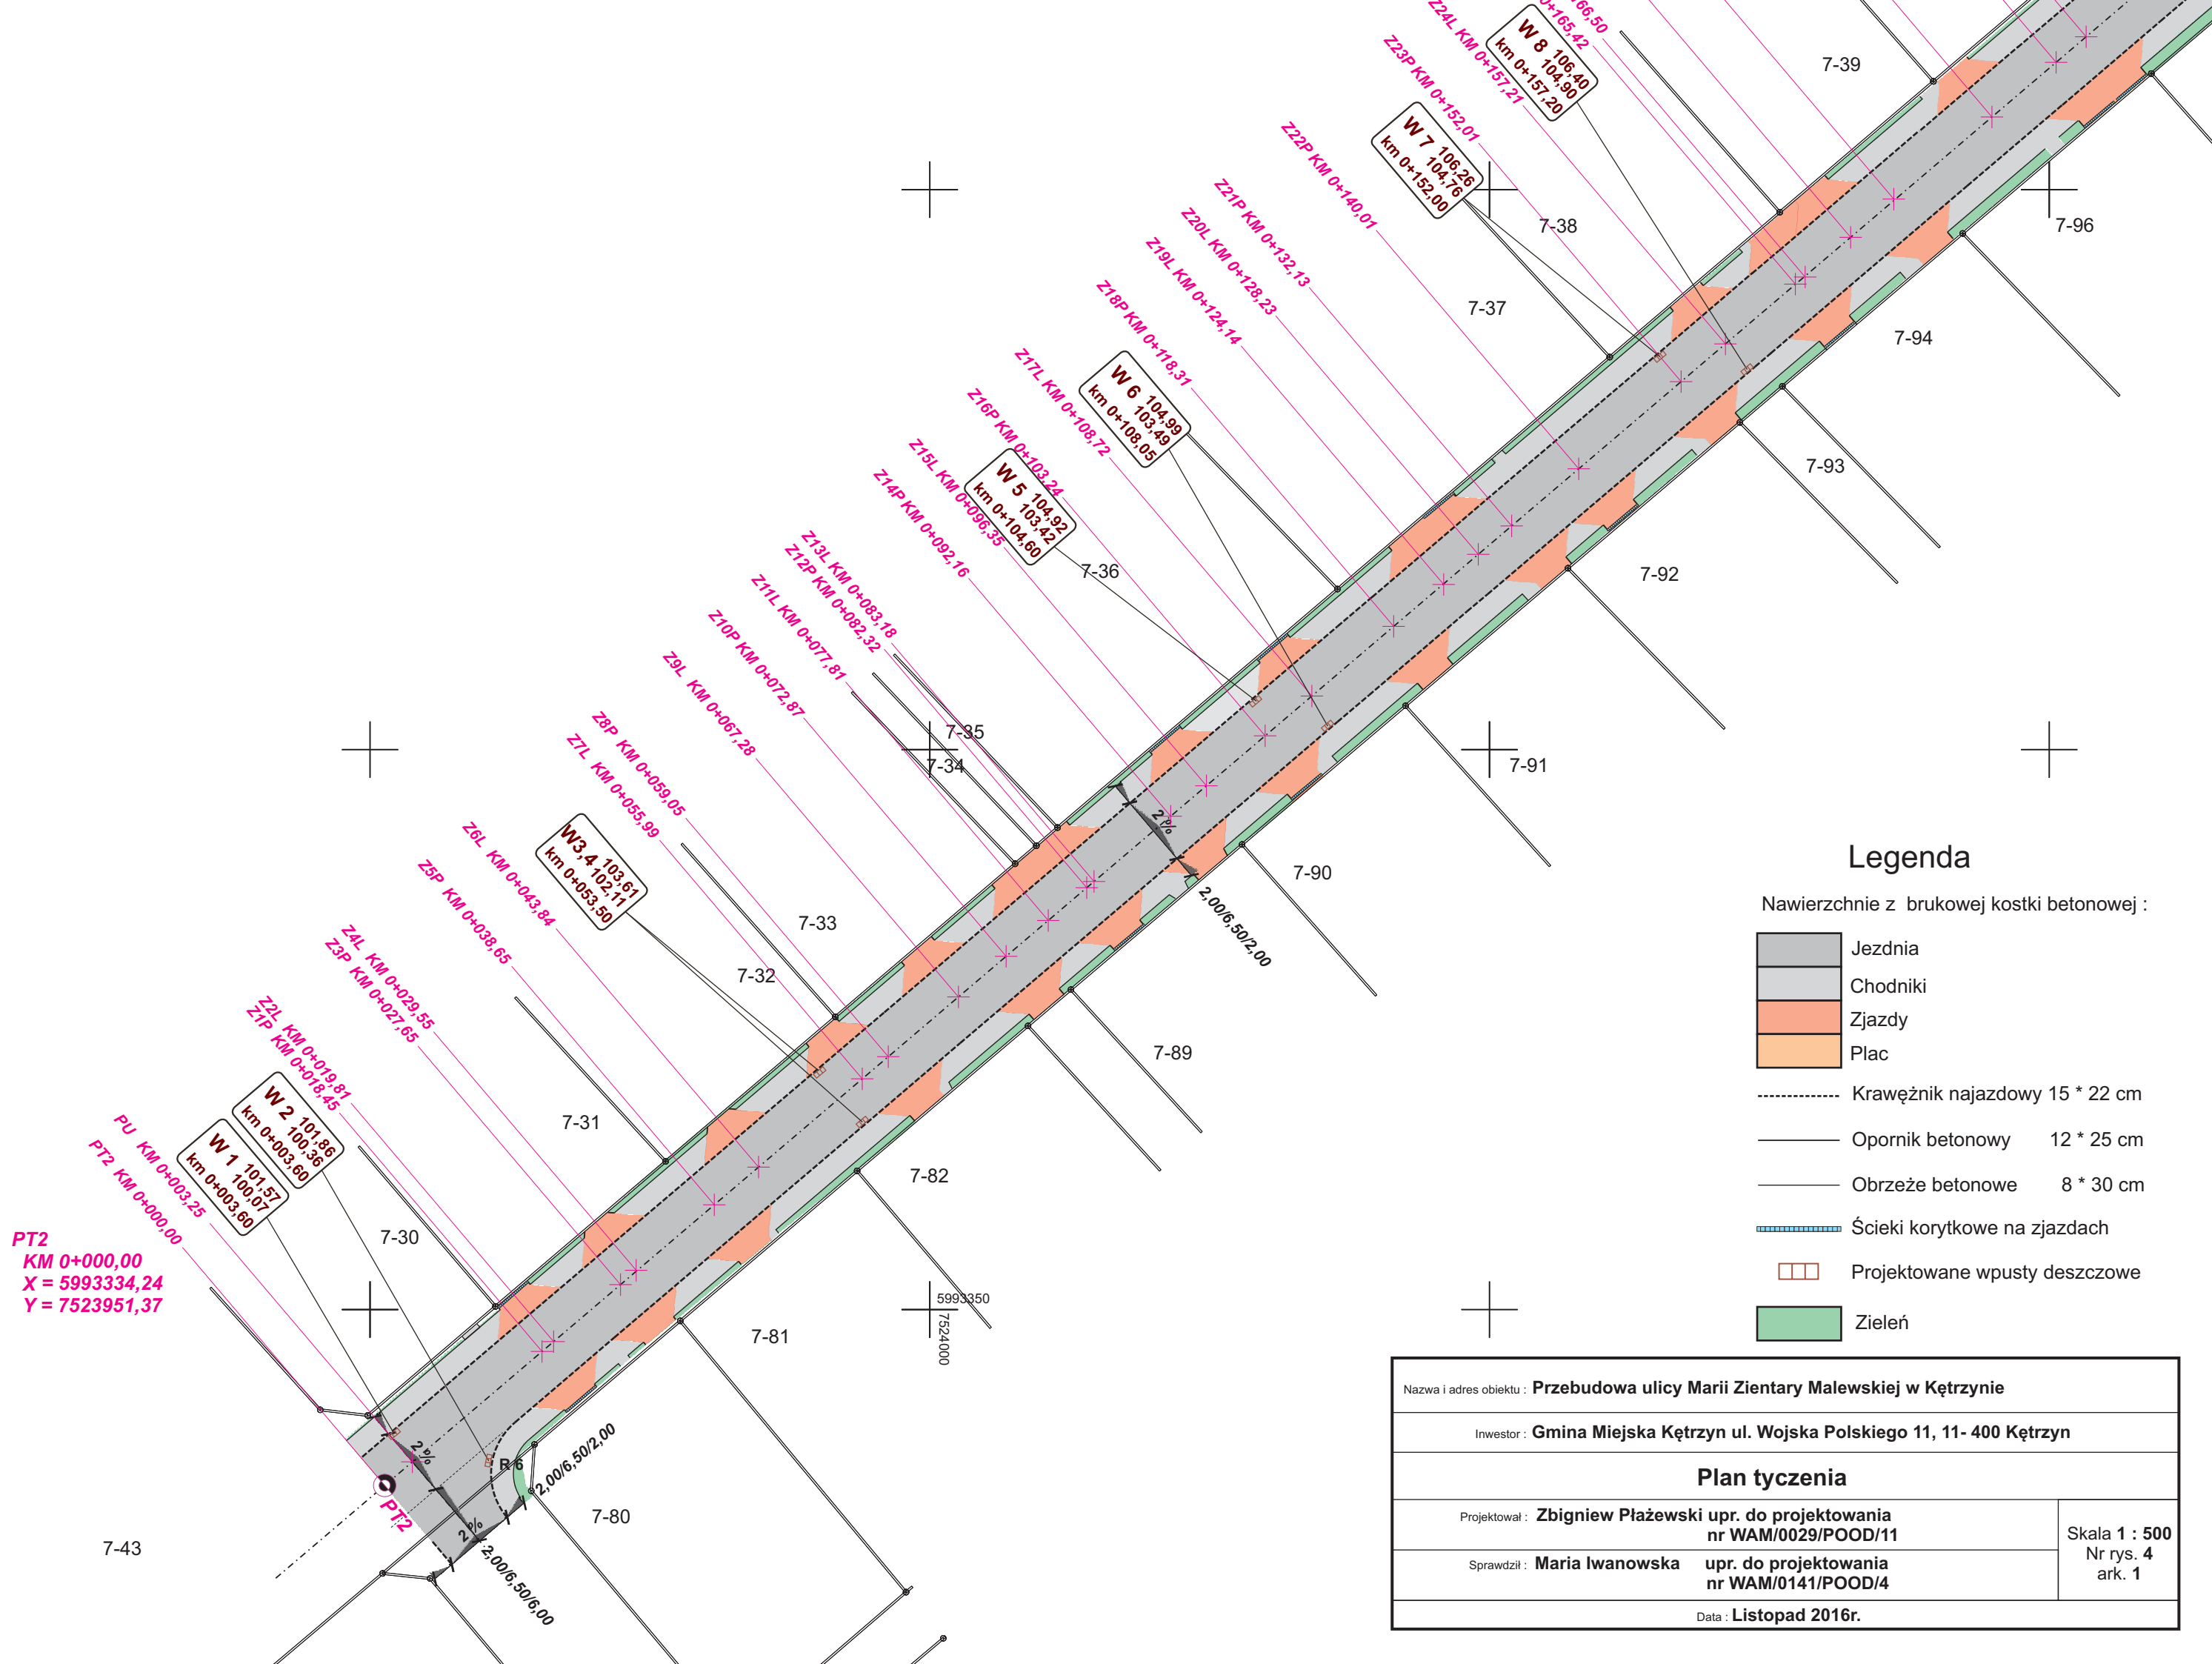 PT2
KM 0+000,00
X = 5993334,24
Y = 7523951,37
PT2 KM 0+000,00
PU KM 0+003,25
W 1 101,57
100,07
km 0+003,60
W 2 101,86
100,36
km 0+003,60
Z1P KM 0+018,45
Z2L KM 0+019,81
Z3P KM 0+027,65
Z4L KM 0+029,55
Z5P KM 0+038,65
Z6L KM 0+043,84
W3,4 103,61
102,11
km 0+053,50
Z7L KM 0+055,99
Z8P KM 0+059,05
Z9L KM 0+067,28
Z10P KM 0+072,87
Z11L KM 0+077,81
Z12P KM 0+082,32
Z13L KM 0+083,18
Z14P KM 0+092,16
Z15L KM 0+096,35
Z16P KM 0+103,24
W 5 104,92
103,42
km 0+104,60
Z17L KM 0+108,72
W 6 104,99
103,49
km 0+108,05
Z18P KM 0+118,31
Z19L KM 0+124,14
Z20L KM 0+128,23
Z21P KM 0+132,13
Z22P KM 0+140,01
W 7 106,26
104,76
km 0+152,00
Z23P KM 0+152,01
Z24L KM 0+157,21
W 8 106,40
104,90
km 0+157,20
0+165,42
66,50
7-39
7-38
7-37
7-36
7-35
7-34
7-33
7-32
7-31
7-30
7-43
7-96
7-94
7-93
7-92
7-91
7-90
7-89
7-82
7-81
7-80
2%
2,00/6,50/2,00
2%
R 6
2,00/6,50/2,00
2%
2,00/6,50/6,00
PT2
5993350
7524000
Legenda
Nawierzchnie z brukowej kostki betonowej :
Jezdnia
Chodniki
Zjazdy
Plac
Krawężnik najazdowy 15 * 22 cm
Opornik betonowy 12 * 25 cm
Obrzeże betonowe 8 * 30 cm
Ścieki korytkowe na zjazdach
Projektowane wpusty deszczowe
Zieleń
Nazwa i adres obiektu : Przebudowa ulicy Marii Zientary Malewskiej w Kętrzynie
Inwestor : Gmina Miejska Kętrzyn ul. Wojska Polskiego 11, 11- 400 Kętrzyn
Plan tyczenia
Projektował : Zbigniew Płażewski upr. do projektowania
nr WAM/0029/POOD/11
Sprawdził : Maria Iwanowska upr. do projektowania
nr WAM/0141/POOD/4
Skala 1 : 500
Nr rys. 4
ark. 1
Data : Listopad 2016r.